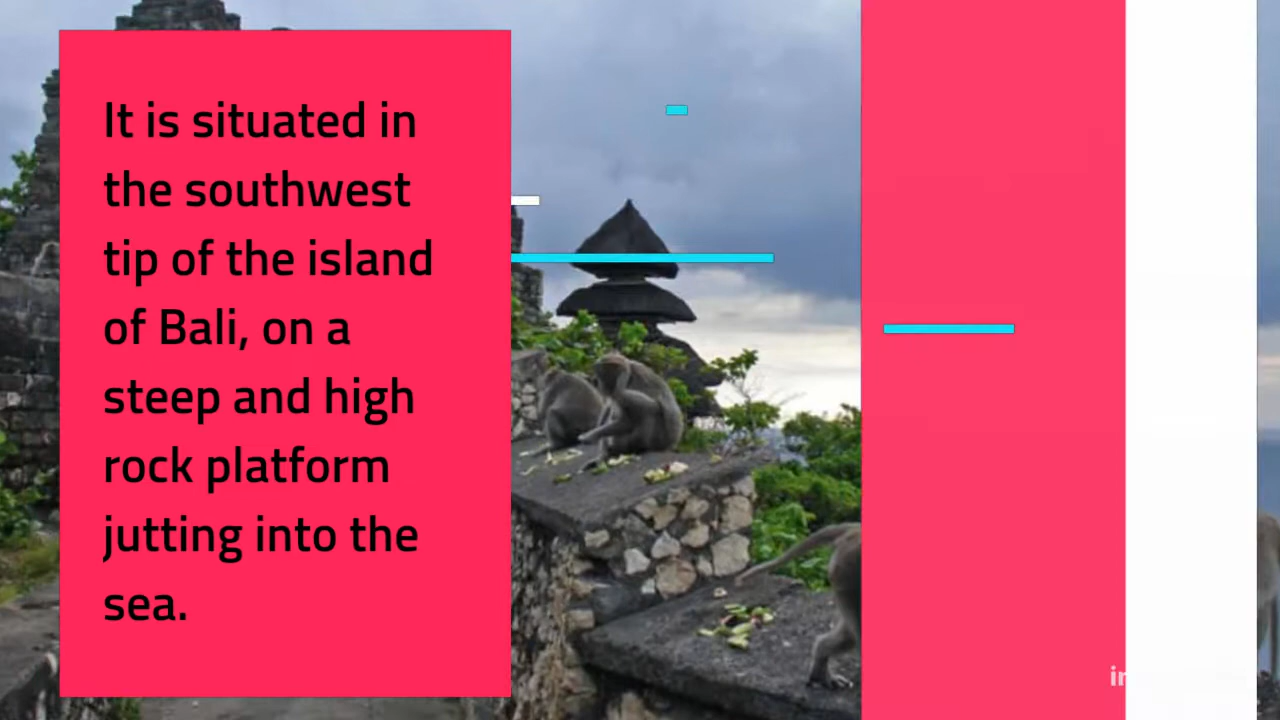 It is situated in
the southwest
tip of the island
of Bali, on a
steep and high
rock platform
jutting into the
sea.